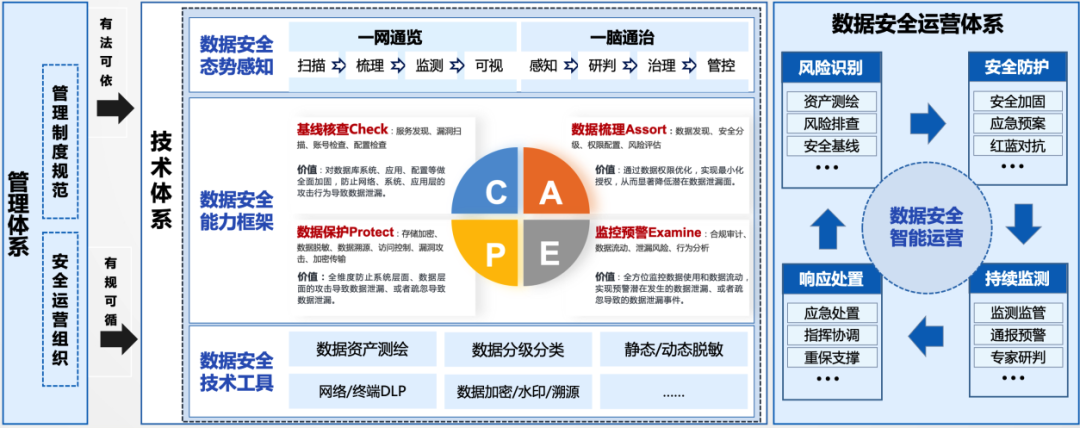 管理体系
管理制度规范
安全运营组织
有法可依
有规可循
技术体系
数据安全
态势感知
一网通览
扫描
梳理
监测
可视
一脑通治
感知
研判
治理
管控
数据安全
能力框架
基线核查Check：服务发现、漏洞扫
描、账号检查、配置检查
价值：对数据库系统、应用、配置等做
全面加固，防止网络、系统、应用层的
攻击行为导致数据泄漏。
数据梳理Assort：数据发现、安全分
级、权限配置、风险评估
价值：通过数据权限优化，实现最小化
授权，从而显著降低潜在数据泄漏面。
C
A
P
E
数据保护Protect：存储加密、
数据脱敏、数据溯源、访问控制、漏洞攻
击、加密传输
价值：全维度防止系统层面、数据层
面的攻击导致数据泄漏、或者疏忽导致
数据泄漏。
监控预警Examine：合规审计、
数据流动、泄漏风险、行为分析
价值：全方位监控数据使用和数据流动，
实现预警潜在发生的数据泄漏、或者疏
忽导致的数据泄漏事件。
数据安全
技术工具
数据资产测绘
数据分级分类
静态/动态脱敏
网络/终端DLP
数据加密/水印/溯源
......
数据安全运营体系
风险识别
资产测绘
风险排查
安全基线
•••
安全防护
安全加固
应急预案
红蓝对抗
•••
数据安全
智能运营
响应处置
应急处置
指挥协调
重保支撑
•••
持续监测
监测监管
通报预警
专家研判
•••